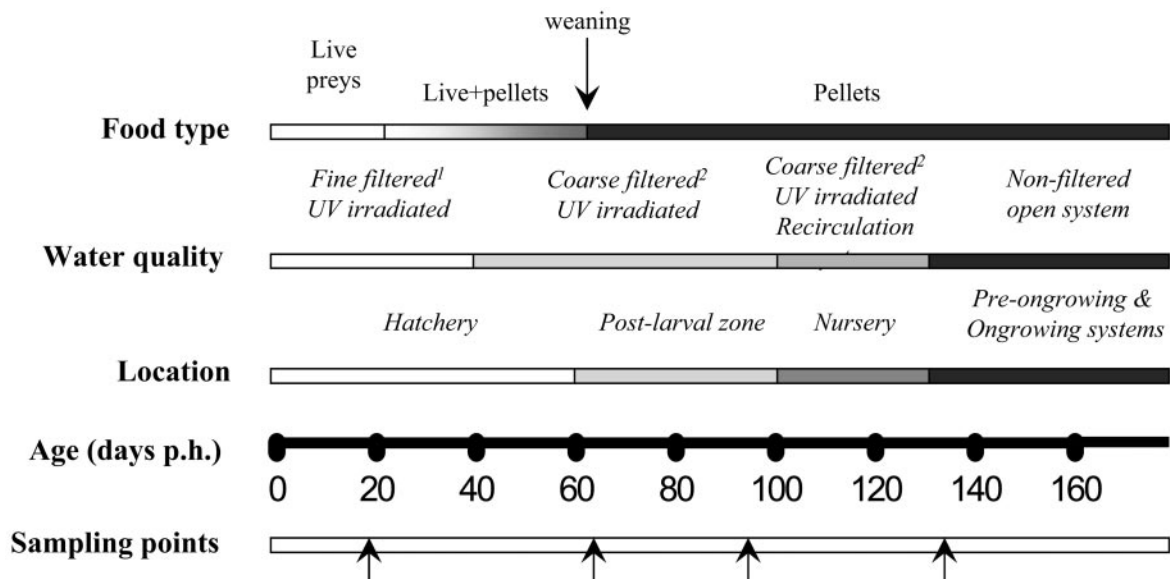 weaning
Live
preys
Live+pellets
Pellets
Food type
Fine filtered¹
UV irradiated
Coarse filtered²
UV irradiated
Coarse filtered²
UV irradiated
Recirculation
Non-filtered
open system
Water quality
Hatchery
Post-larval zone
Nursery
Pre-ongrowing &
Ongrowing systems
Location
Age (days p.h.)
0 20 40 60 80 100 120 140 160
Sampling points